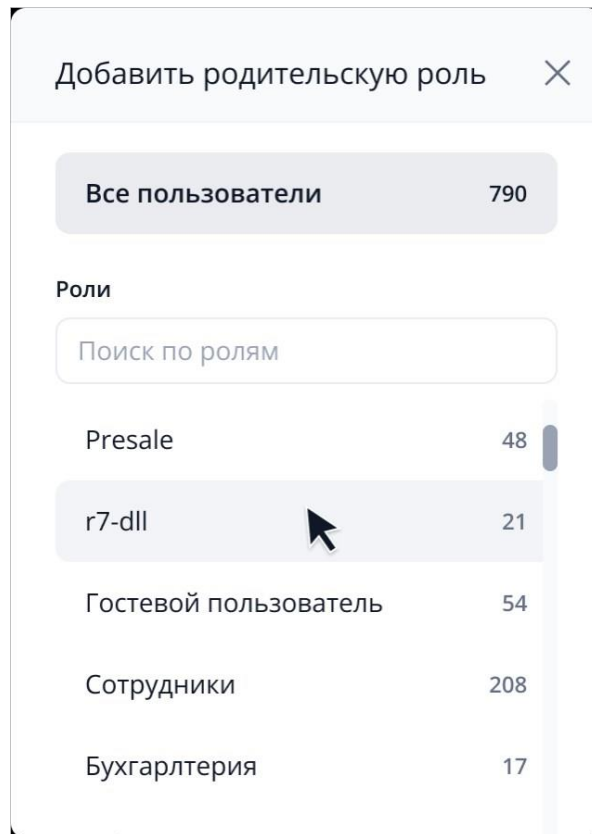 Добавить родительскую роль
Все пользователи 790
Роли
Поиск по ролям
Presale 48
r7-dll 21
Гостевой пользователь 54
Сотрудники 208
Бухгарлтерия 17